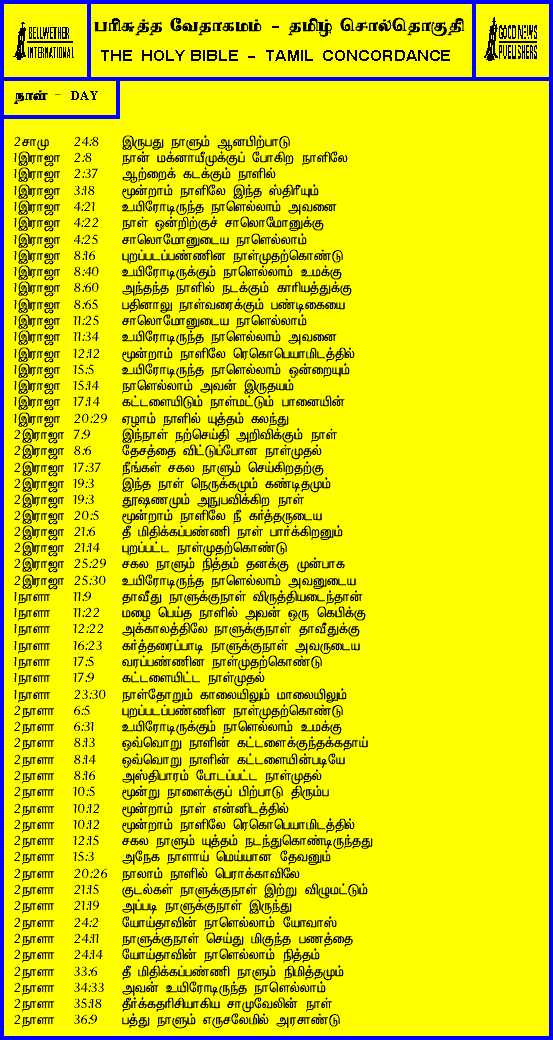 BELLWETHER
INTERNATIONAL
பரிசுத்த வேதாகமம் - தமிழ் சொல்தொகுதி
THE HOLY BIBLE - TAMIL CONCORDANCE
GOOD NEWS
PUBLISHERS
நாள் - DAY
2சாமு 24:8 இருபது நாளும் ஆனபிற்பாடு
1இராஜா 2:8 நான் மக்னாயீமுக்குப் போகிற நாளிலே
1இராஜா 2:37 ஆற்றைக் கடக்கும் நாளில்
1இராஜா 3:18 மூன்றாம் நாளிலே இந்த ஸ்திரீயும்
1இராஜா 4:21 உயிரோடிருந்த நாளெல்லாம் அவனை
1இராஜா 4:22 நாள் ஒன்றிற்குச் சாலொமோனுக்கு
1இராஜா 4:25 சாலொமோனுடைய நாளெல்லாம்
1இராஜா 8:16 புறப்படப்பண்ணின நாள்முதற்கொண்டு
1இராஜா 8:40 உயிரோடிருக்கும் நாளெல்லாம் உமக்கு
1இராஜா 8:60 அந்தந்த நாளில் நடக்கும் காரியத்துக்கு
1இராஜா 8:65 பதினாலு நாள்வரைக்கும் பண்டிகையை
1இராஜா 11:25 சாலொமோனுடைய நாளெல்லாம்
1இராஜா 11:34 உயிரோடிருந்த நாளெல்லாம் அவனை
1இராஜா 12:12 மூன்றாம் நாளிலே ரெகொபெயாமிடத்தில்
1இராஜா 15:5 உயிரோடிருந்த நாளெல்லாம் ஒன்றையும்
1இராஜா 15:14 நாளெல்லாம் அவன் இருதயம்
1இராஜா 17:14 கட்டளையிடும் நாள்மட்டும் பானையின்
1இராஜா 20:29 ஏழாம் நாளில் யுத்தம் கலந்து
2இராஜா 7:9 இந்நாள் நற்செய்தி அறிவிக்கும் நாள்
2இராஜா 8:6 தேசத்தை விட்டுப்போன நாள்முதல்
2இராஜா 17:37 நீங்கள் சகல நாளும் செய்கிறதற்கு
2இராஜா 19:3 இந்த நாள் நெருக்கமும் கண்டிதமும்
2இராஜா 19:3 தூஷணமும் அநுபவிக்கிற நாள்
2இராஜா 20:5 மூன்றாம் நாளிலே நீ கர்த்தருடைய
2இராஜா 21:6 தீ மிதிக்கப்பண்ணி நாள் பார்க்கிறனும்
2இராஜா 21:14 புறப்பட்ட நாள்முதற்கொண்டு
2இராஜா 25:29 சகல நாளும் நித்தம் தனக்கு முன்பாக
2இராஜா 25:30 உயிரோடிருந்த நாளெல்லாம் அவனுடைய
1நாளா 11:9 தாவீது நாளுக்குநாள் விருத்தியடைந்தான்
1நாளா 11:22 மழை பெய்த நாளில் அவன் ஒரு கெபிக்கு
1நாளா 12:22 அக்காலத்திலே நாளுக்குநாள் தாவீதுக்கு
1நாளா 16:23 கர்த்தரைப்பாடி நாளுக்குநாள் அவருடைய
1நாளா 17:5 வரப்பண்ணின நாள்முதற்கொண்டு
1நாளா 17:9 கட்டளையிட்ட நாள்முதல்
1நாளா 23:30 நாள்தோறும் காலையிலும் மாலையிலும்
2நாளா 6:5 புறப்படப்பண்ணின நாள்முதற்கொண்டு
2நாளா 6:31 உயிரோடிருக்கும் நாளெல்லாம் உமக்கு
2நாளா 8:13 ஒவ்வொறு நாளின் கட்டளைக்குந்தக்கதாய்
2நாளா 8:14 ஒவ்வொறு நாளின் கட்டளையின்படியே
2நாளா 8:16 அஸ்திபாரம் போடப்பட்ட நாள்முதல்
2நாளா 10:5 மூன்று நாளைக்குப் பிற்பாடு திரும்ப
2நாளா 10:12 மூன்றாம் நாள் என்னிடத்தில்
2நாளா 10:12 மூன்றாம் நாளிலே ரெகொபெயாமிடத்தில்
2நாளா 12:15 சகல நாளும் யுத்தம் நடந்துகொண்டிருந்தது
2நாளா 15:3 அநேக நாளாய் மெய்யான தேவனும்
2நாளா 20:26 நாலாம் நாளில் பெராக்காவிலே
2நாளா 21:15 குடல்கள் நாளுக்குநாள் இற்று விழுமட்டும்
2நாளா 21:19 அப்படி நாளுக்குநாள் இருந்து
2நாளா 24:2 யோய்தாவின் நாளெல்லாம் யோவாஸ்
2நாளா 24:11 நாளுக்குநாள் செய்து மிகுந்த பணத்தை
2நாளா 24:14 யோய்தாவின் நாளெல்லாம் நித்தம்
2நாளா 33:6 தீ மிதிக்கப்பண்ணி நாளும் நிமித்தமும்
2நாளா 34:33 அவன் உயிரோடிருந்த நாளெல்லாம்
2நாளா 35:18 தீர்க்கதரிசியாகிய சாமுவேலின் நாள்
2நாளா 36:9 பத்து நாளும் எருசலேமில் அரசாண்டு